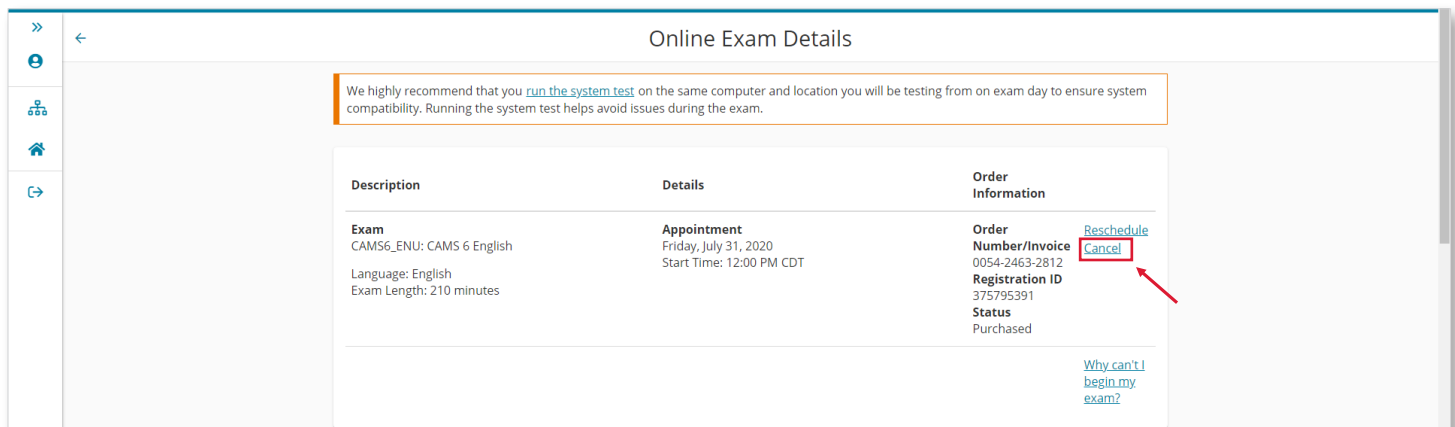 Online Exam Details
We highly recommend that you run the system test on the same computer and location you will be testing from on exam day to ensure system
compatibility. Running the system test helps avoid issues during the exam.
Description
Details
Order
Information
Exam
CAMS6_ENU: CAMS 6 English
Language: English
Exam Length: 210 minutes
Appointment
Friday, July 31, 2020
Start Time: 12:00 PM CDT
Order
Number/Invoice
0054-2463-2812
Registration ID
375795391
Status
Purchased
Reschedule
Cancel
Why can't I
begin my
exam?